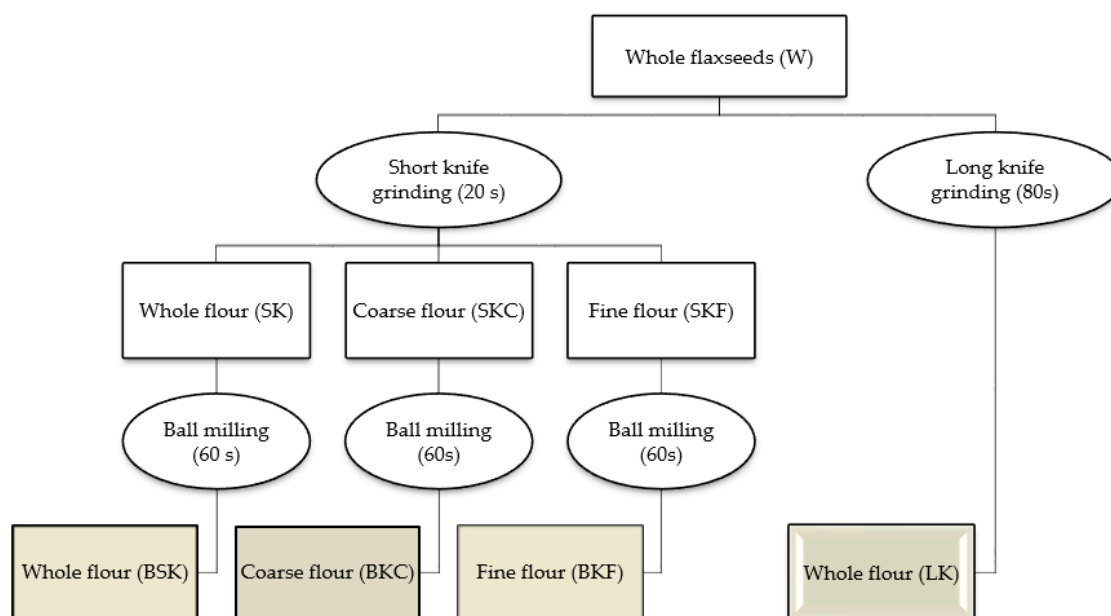 Whole flaxseeds (W)
Short knife
grinding (20 s)
Long knife
grinding (80s)
Whole flour (SK)
Coarse flour (SKC)
Fine flour (SKF)
Ball milling
(60 s)
Ball milling
(60s)
Ball milling
(60s)
Whole flour (BSK)
Coarse flour (BKC)
Fine flour (BKF)
Whole flour (LK)